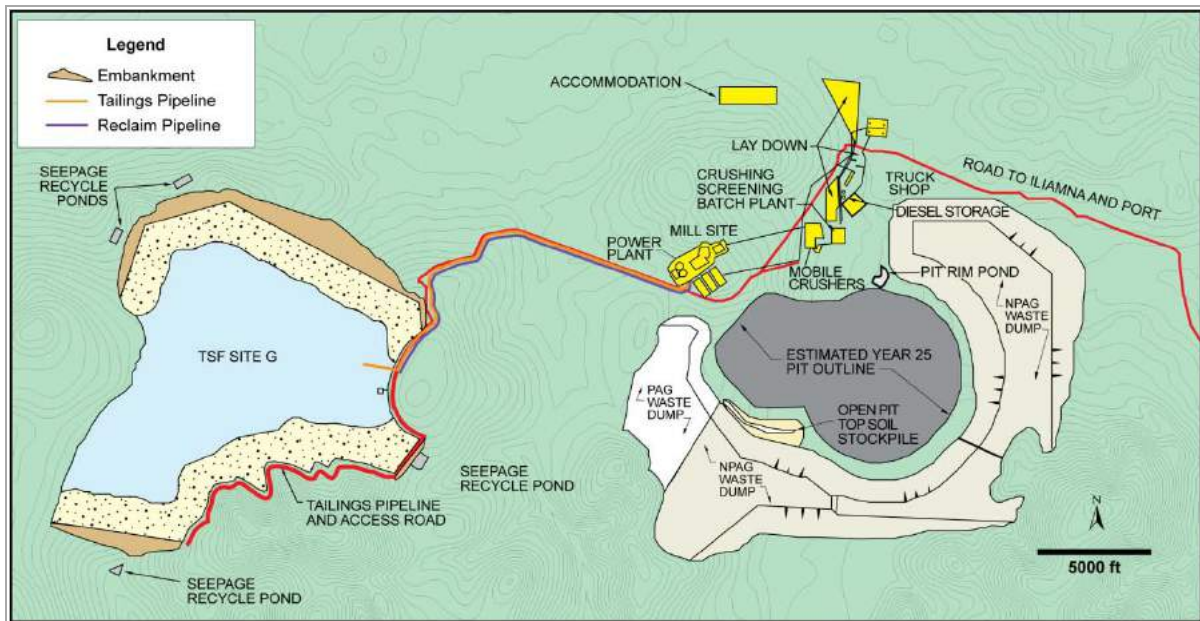 Legend
Embankment
Tailings Pipeline
Reclaim Pipeline
ACCOMMODATION
SEEPAGE
RECYCLE
PONDS
LAY DOWN
CRUSHING
SCREENING
BATCH PLANT
TRUCK
SHOP
ROAD TO ILIAMNA AND PORT
DIESEL STORAGE
MILL SITE
POWER
PLANT
MOBILE
CRUSHERS
PIT RIM POND
NPAG
WASTE
DUMP
TSF SITE G
ESTIMATED YEAR 25
PIT OUTLINE
PAG
WASTE
DUMP
OPEN PIT
TOP SOIL
STOCKPILE
SEEPAGE
RECYCLE POND
NPAG
WASTE
DUMP
TAILINGS PIPELINE
AND ACCESS ROAD
N
5000 ft
SEEPAGE
RECYCLE POND